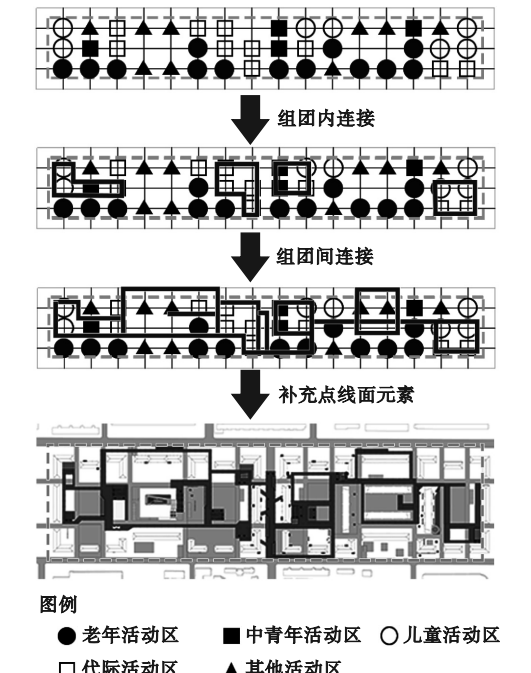 组团内连接
组团间连接
补充点线面元素
图例
老年活动区 中青年活动区 儿童活动区
代际活动区 其他活动区